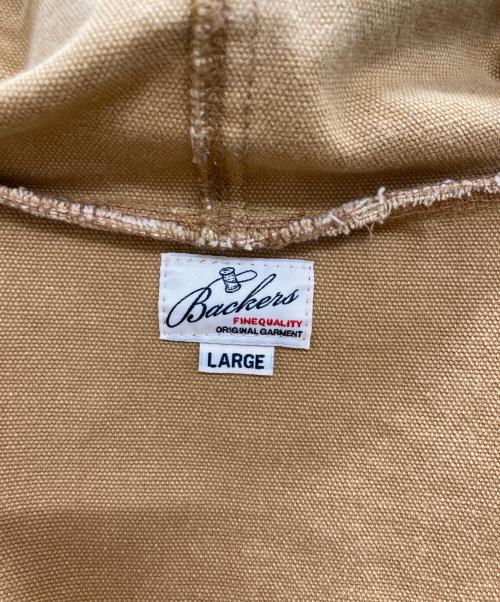 Backers
FINEQUALITY
ORIGINAL GARMENT
LARGE